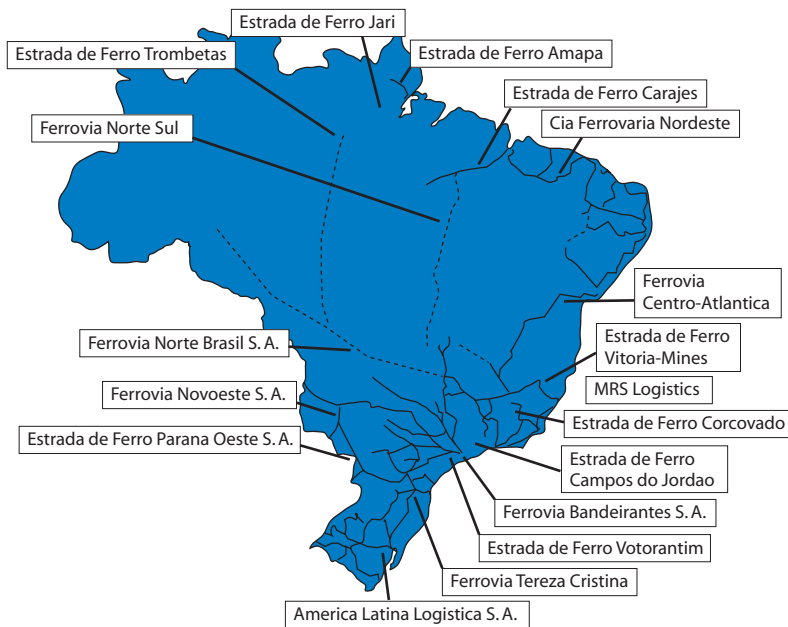 Estrada de Ferro Jari
Estrada de Ferro Trombetas
Estrada de Ferro Amapa
Estrada de Ferro Carajes
Ferrovia Norte Sul
Cia Ferrovaria Nordeste
Ferrovia
Centro-Atlantica
Ferrovia Norte Brasil S. A.
Estrada de Ferro
Vitoria-Mines
MRS Logistics
Ferrovia Novoeste S. A.
Estrada de Ferro Corcovado
Estrada de Ferro Parana Oeste S. A.
Estrada de Ferro
Campos do Jordao
Ferrovia Bandeirantes S. A.
Estrada de Ferro Votorantim
Ferrovia Tereza Cristina
America Latina Logistica S. A.